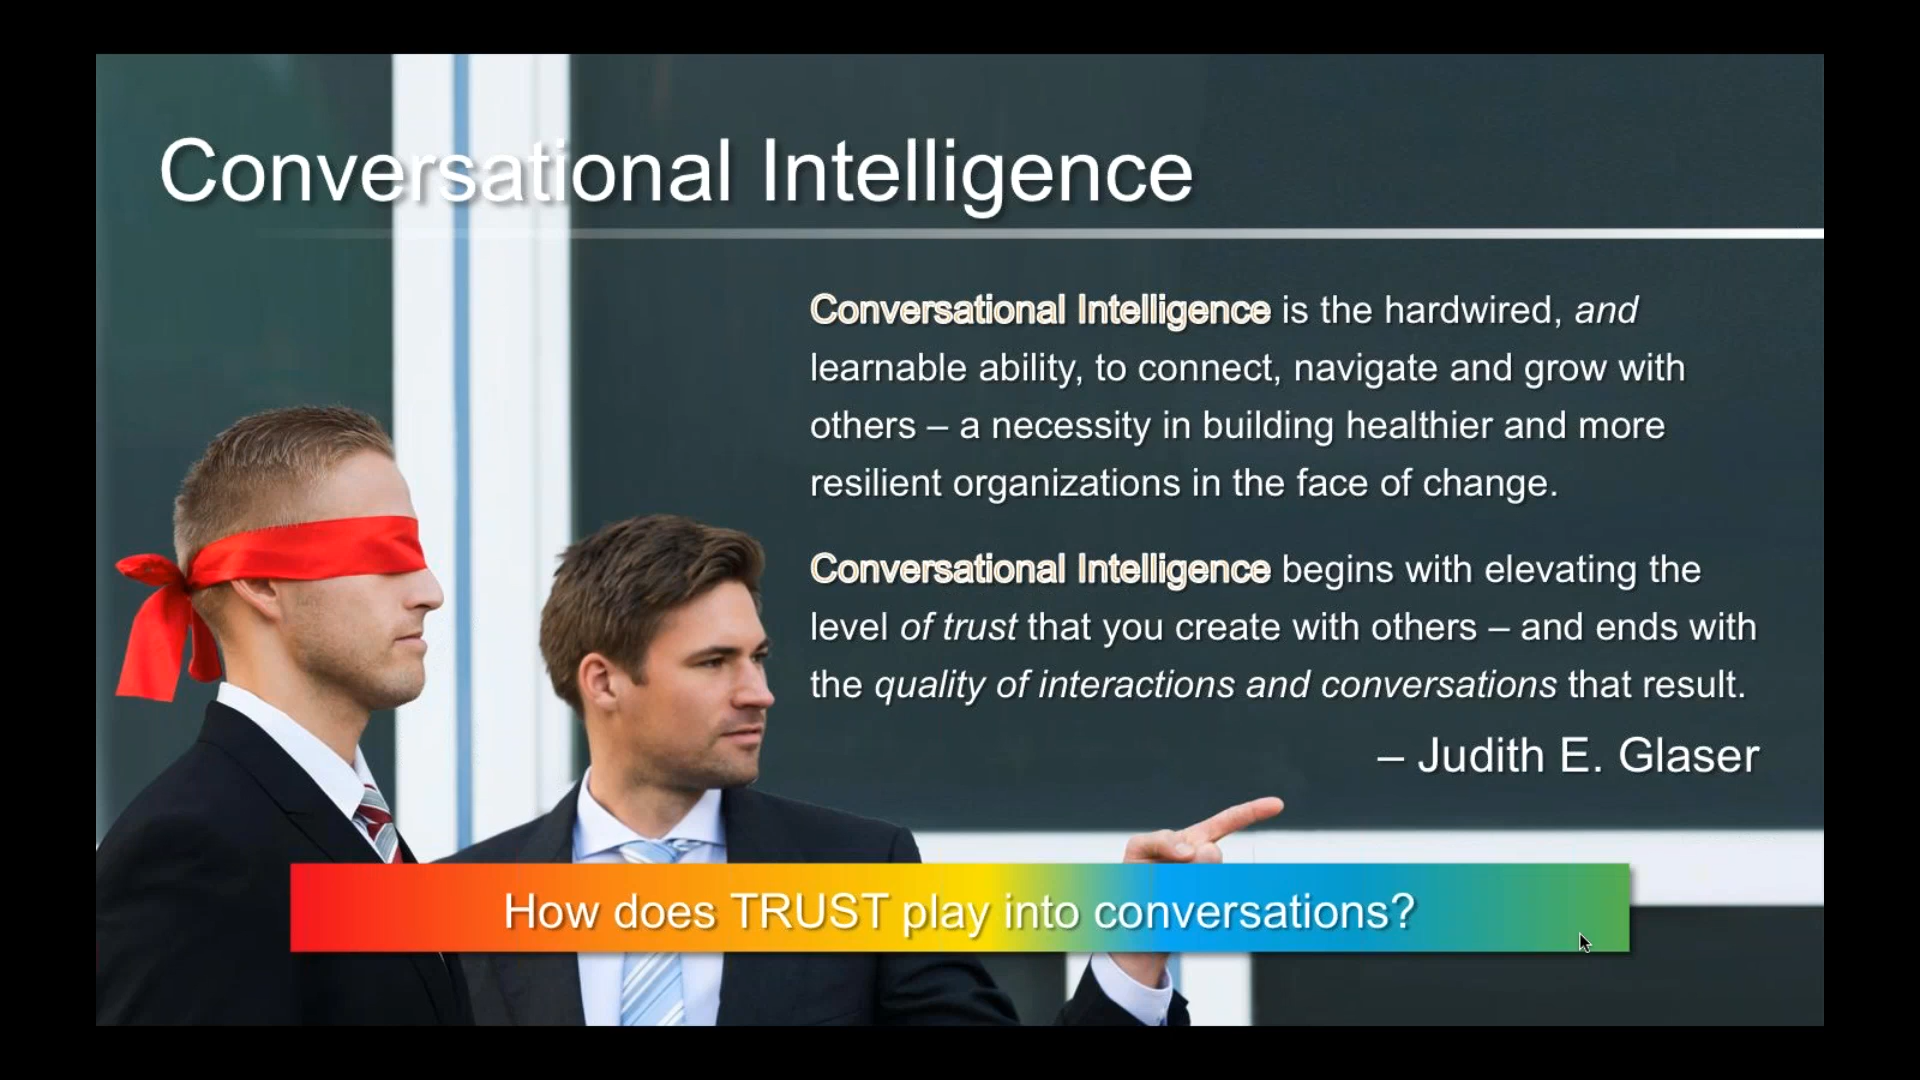 Conversational Intelligence
Conversational Intelligence is the hardwired, and
learnable ability, to connect, navigate and grow with
others – a necessity in building healthier and more
resilient organizations in the face of change.
Conversational Intelligence begins with elevating the
level of trust that you create with others – and ends with
the quality of interactions and conversations that result.
– Judith E. Glaser
How does TRUST play into conversations?